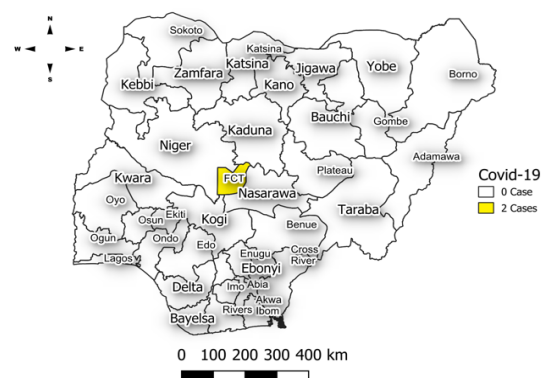 N
W E
S
Sokoto
Katsina
Zamfara
Katsina
Jigawa
Yobe
Borno
Kebbi
Kano
Bauchi
Gombe
Kaduna
Niger
Adamawa
Plateau
FCT
Kwara
Nasarawa
Oyo
Taraba
Kogi
Ekiti
Osun
Benue
Ogun
Ondo
Edo
Lagos
Enugu
Cross
River
Ebonyi
Delta
Imo
Abia
Akwa
Ibom
Rivers
Bayelsa
Covid-19
0 Case
2 Cases
0 100 200 300 400 km